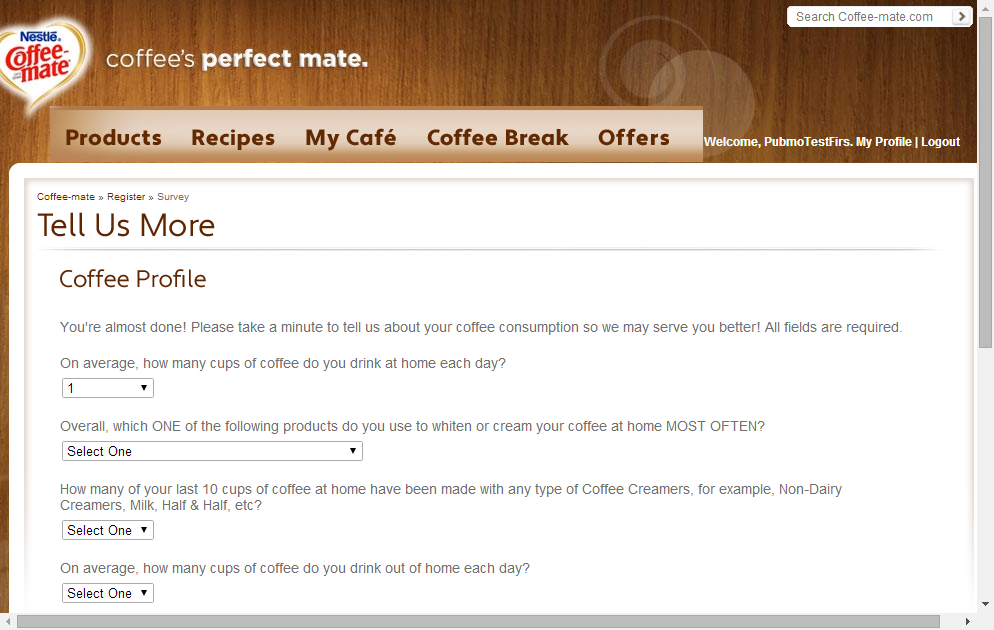 Search Coffee-mate.com
Nestlé®
Coffee-
mate
coffee's perfect mate.
Products Recipes My Café Coffee Break Offers
Welcome, PubmoTestFirs. My Profile | Logout
Coffee-mate » Register » Survey
Tell Us More
Coffee Profile
You're almost done! Please take a minute to tell us about your coffee consumption so we may serve you better! All fields are required.
On average, how many cups of coffee do you drink at home each day?
1
Overall, which ONE of the following products do you use to whiten or cream your coffee at home MOST OFTEN?
Select One
How many of your last 10 cups of coffee at home have been made with any type of Coffee Creamers, for example, Non-Dairy
Creamers, Milk, Half & Half, etc?
Select One
On average, how many cups of coffee do you drink out of home each day?
Select One